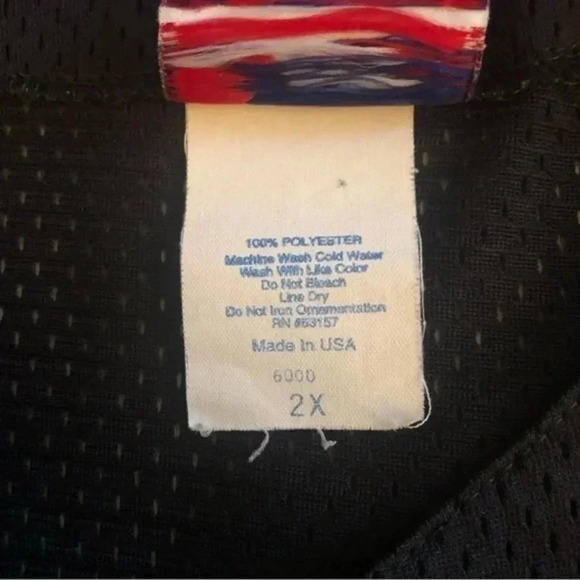 100% POLYESTER
Machine Wash Cold Water
Wash With Like Color
Do Not Bleach
Line Dry
Do Not Iron Ornamentation
RN #63157
Made In USA
6000
2X